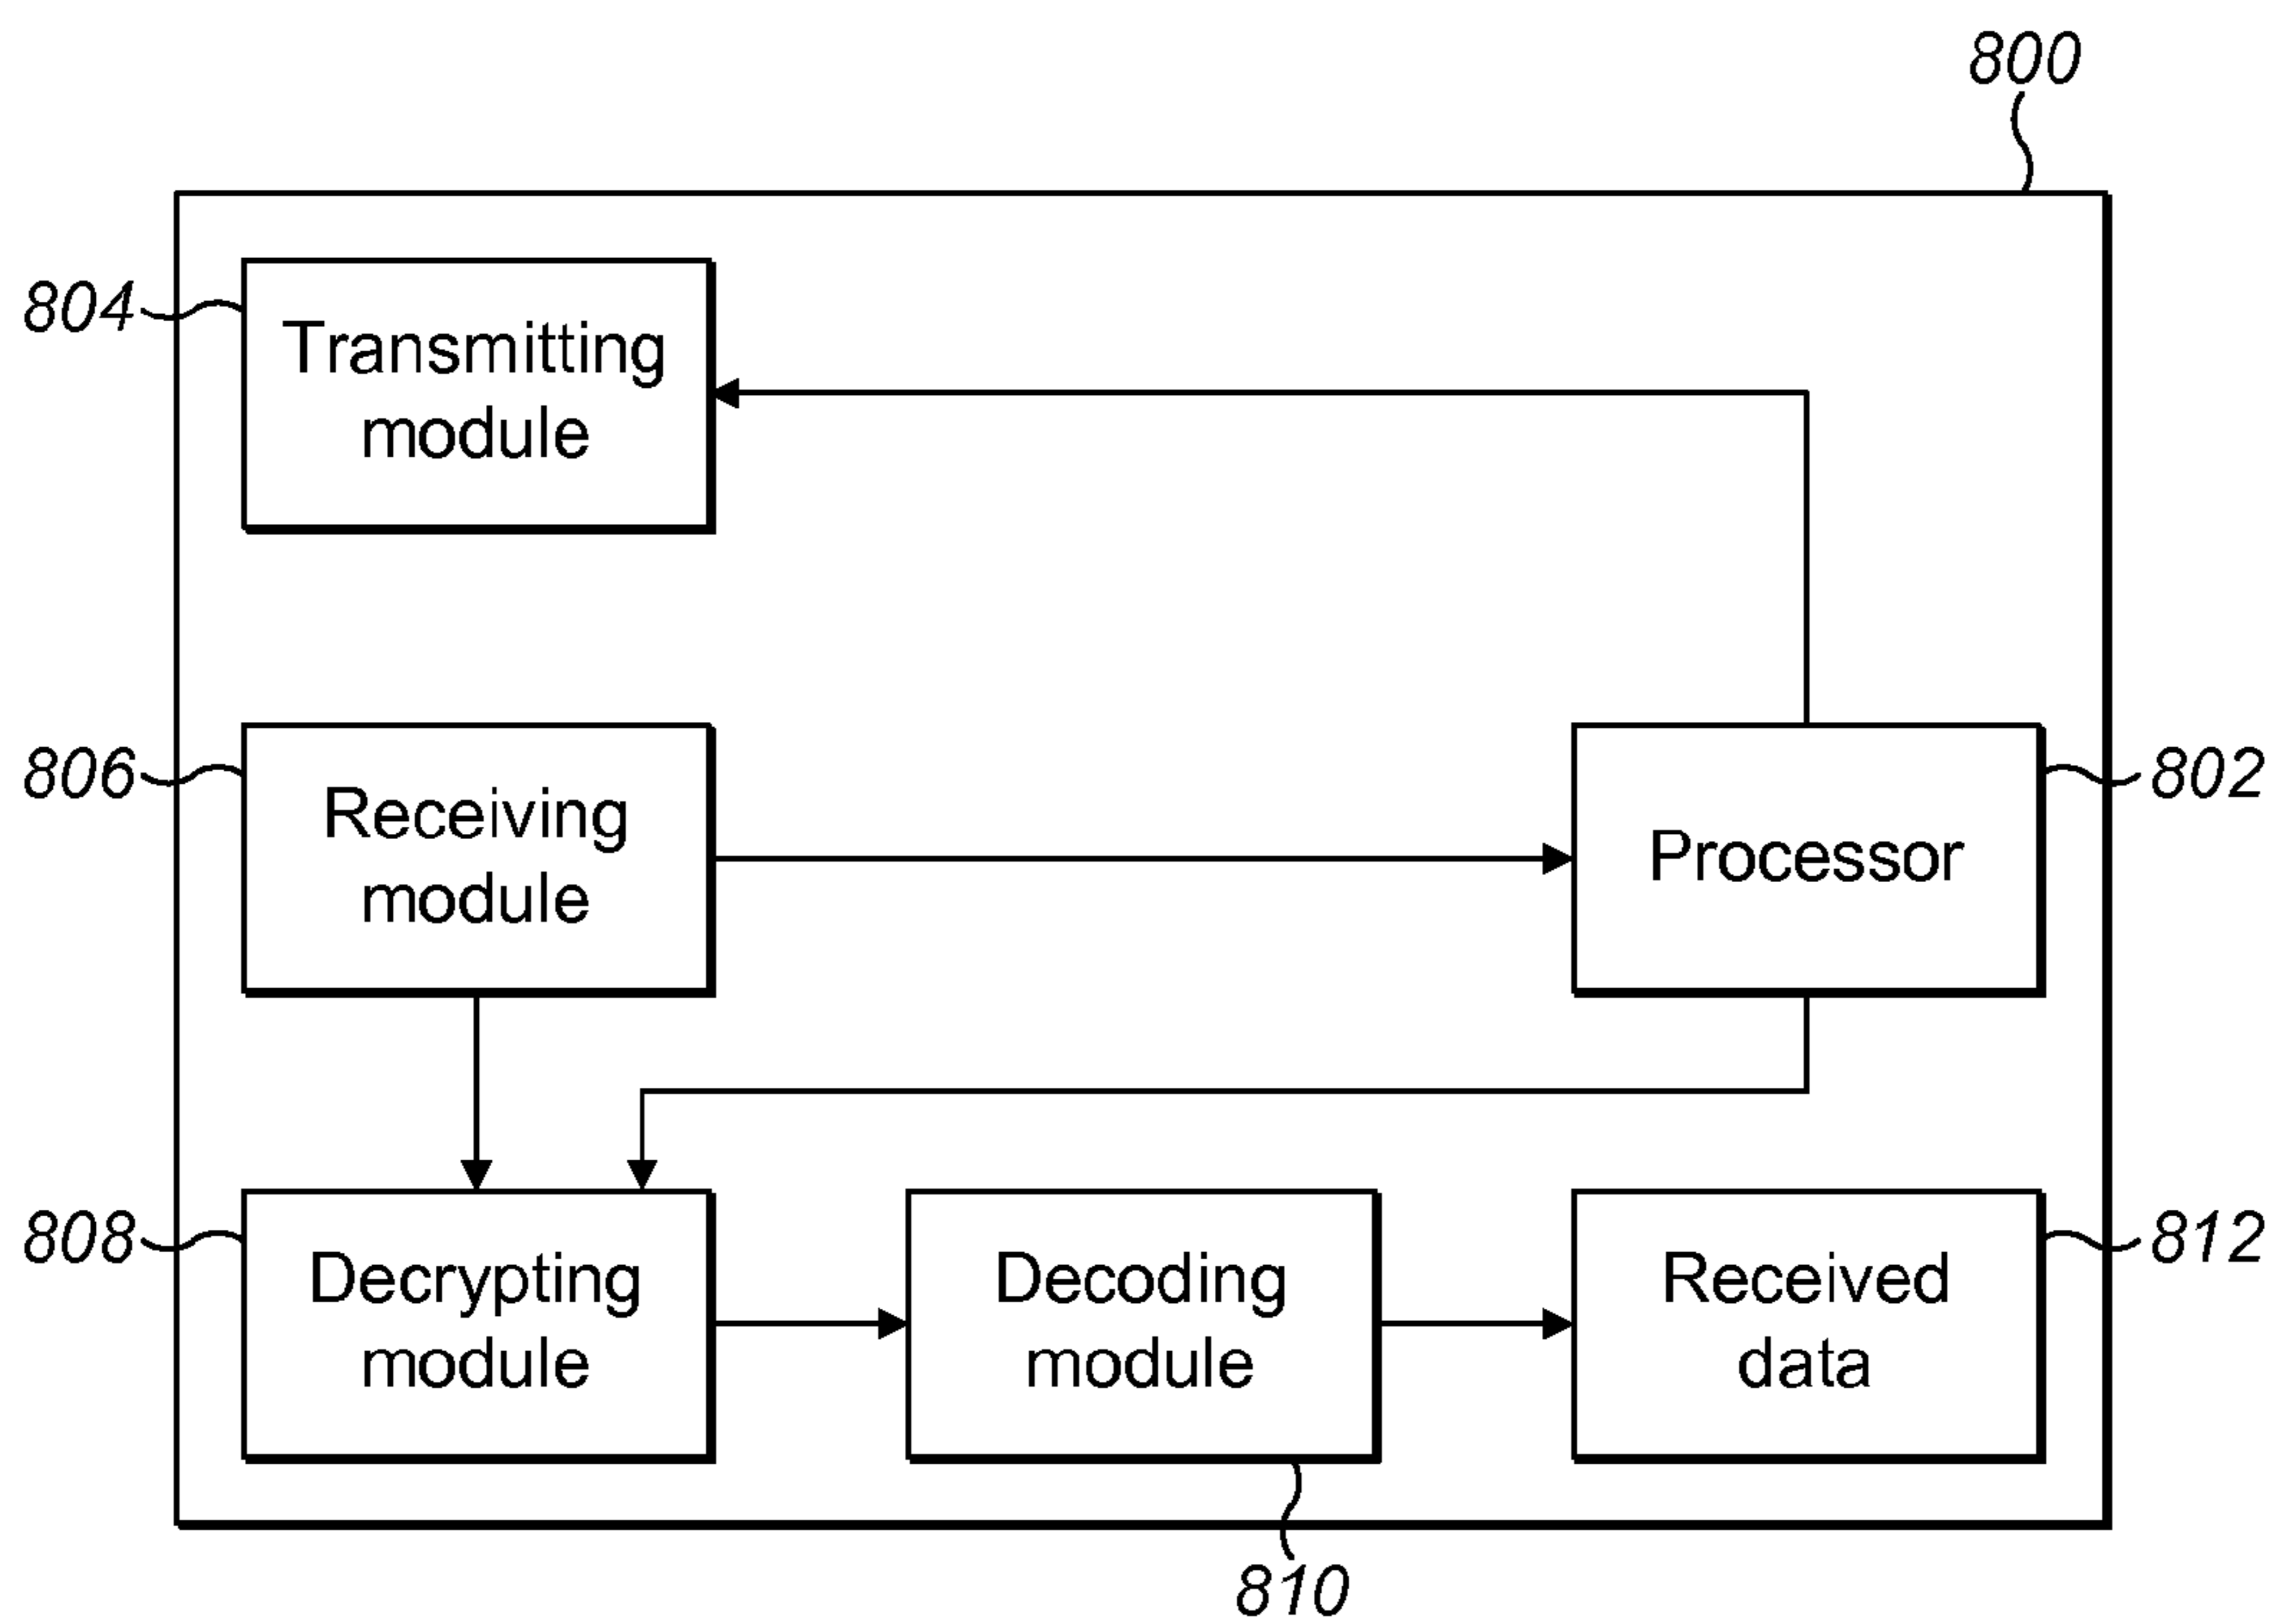 800
804
Transmitting
module
806
Receiving
module
Processor
802
808
Decrypting
module
Decoding
module
Received
data
812
810